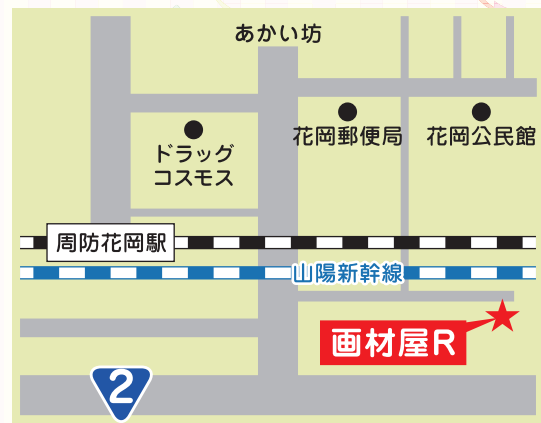 あかい坊
花岡郵便局
花岡公民館
ドラッグ
コスモス
周防花岡駅
山陽新幹線
画材屋R
2